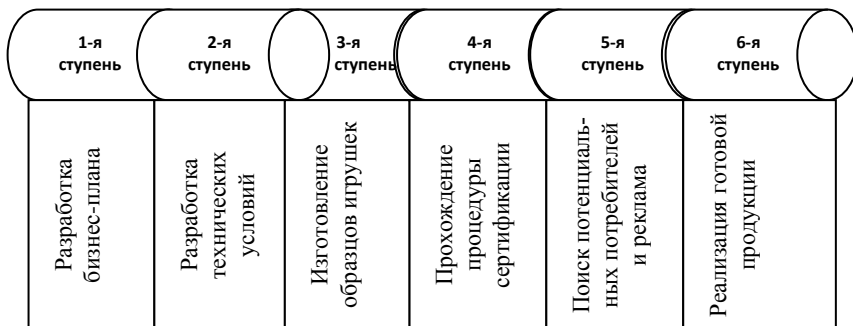 1-я
ступень
2-я
ступень
3-я
ступень
4-я
ступень
5-я
ступень
6-я
ступень
Разработка
бизнес-плана
Разработка
технических
условий
Изготовление
образцов игрушек
Прохождение
процедуры
сертификации
Поиск потенциаль-
ных потребителей
и реклама
Реализация готовой
продукции